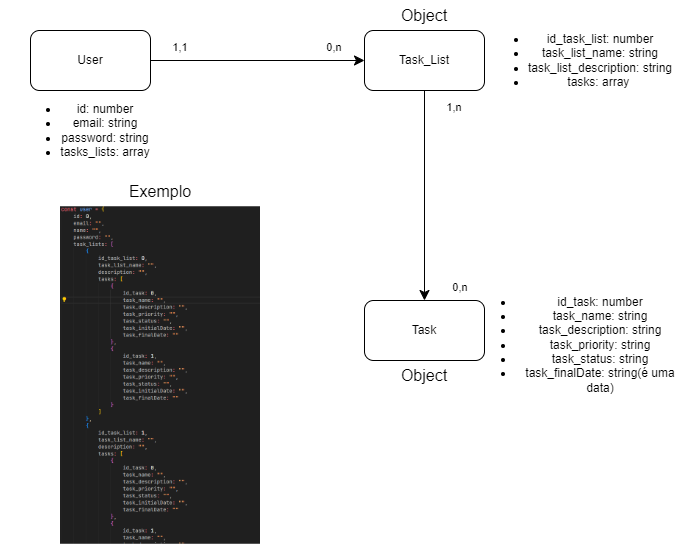 Object
User
1,1
0,n
Task_List
id_task_list: number
task_list_name: string
task_list_description: string
tasks: array
id: number
email: string
password: string
tasks_lists: array
1,n
0,n
Task
Object
id_task: number
task_name: string
task_description: string
task_priority: string
task_status: string
task_finalDate: string(é uma
data)
Exemplo
const user = {
id: 0,
email: "",
name: "",
password: "",
task_lists: [
{
id_task_list: 0,
task_list_name: "",
description: "",
tasks: [
{
id_task: 0,
task_name: "",
task_description: "",
task_priority: "",
task_status: "",
task_initialDate: "",
task_finalDate: ""
},
{
id_task: 1,
task_name: "",
task_description: "",
task_priority: "",
task_status: "",
task_initialDate: "",
task_finalDate: ""
}
]
},
{
id_task_list: 1,
task_list_name: "",
description: "",
tasks: [
{
id_task: 0,
task_name: "",
task_description: "",
task_priority: "",
task_status: "",
task_initialDate: "",
task_finalDate: ""
},
{
id_task: 1,
task_name: "",